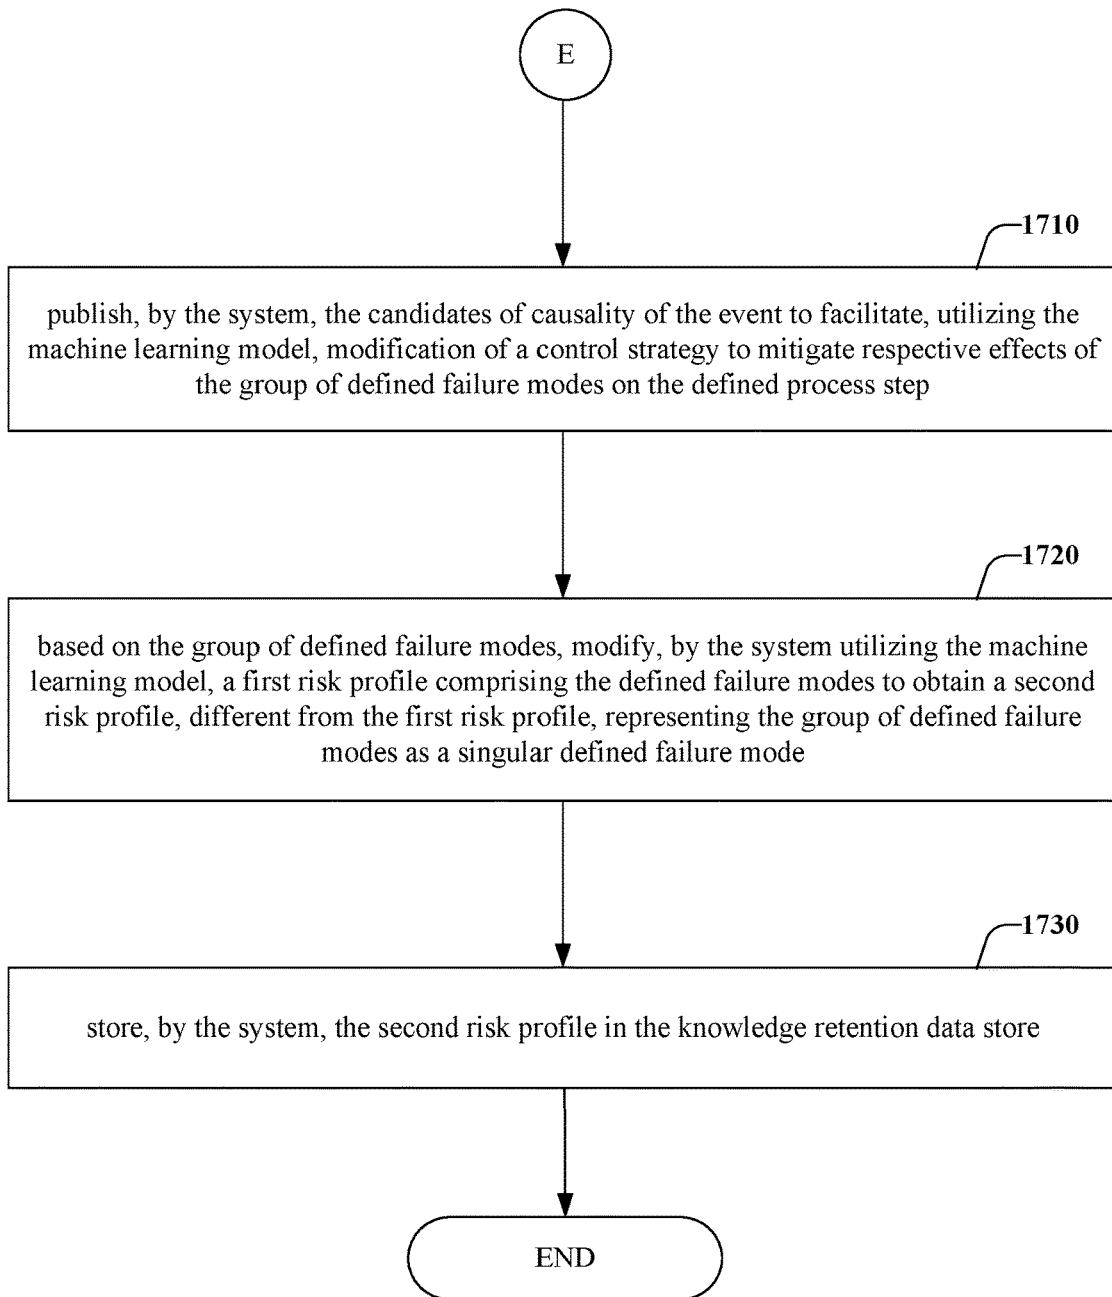 E
1710
publish, by the system, the candidates of causality of the event to facilitate, utilizing the
machine learning model, modification of a control strategy to mitigate respective effects of
the group of defined failure modes on the defined process step
1720
based on the group of defined failure modes, modify, by the system utilizing the machine
learning model, a first risk profile comprising the defined failure modes to obtain a second
risk profile, different from the first risk profile, representing the group of defined failure
modes as a singular defined failure mode
1730
store, by the system, the second risk profile in the knowledge retention data store
END